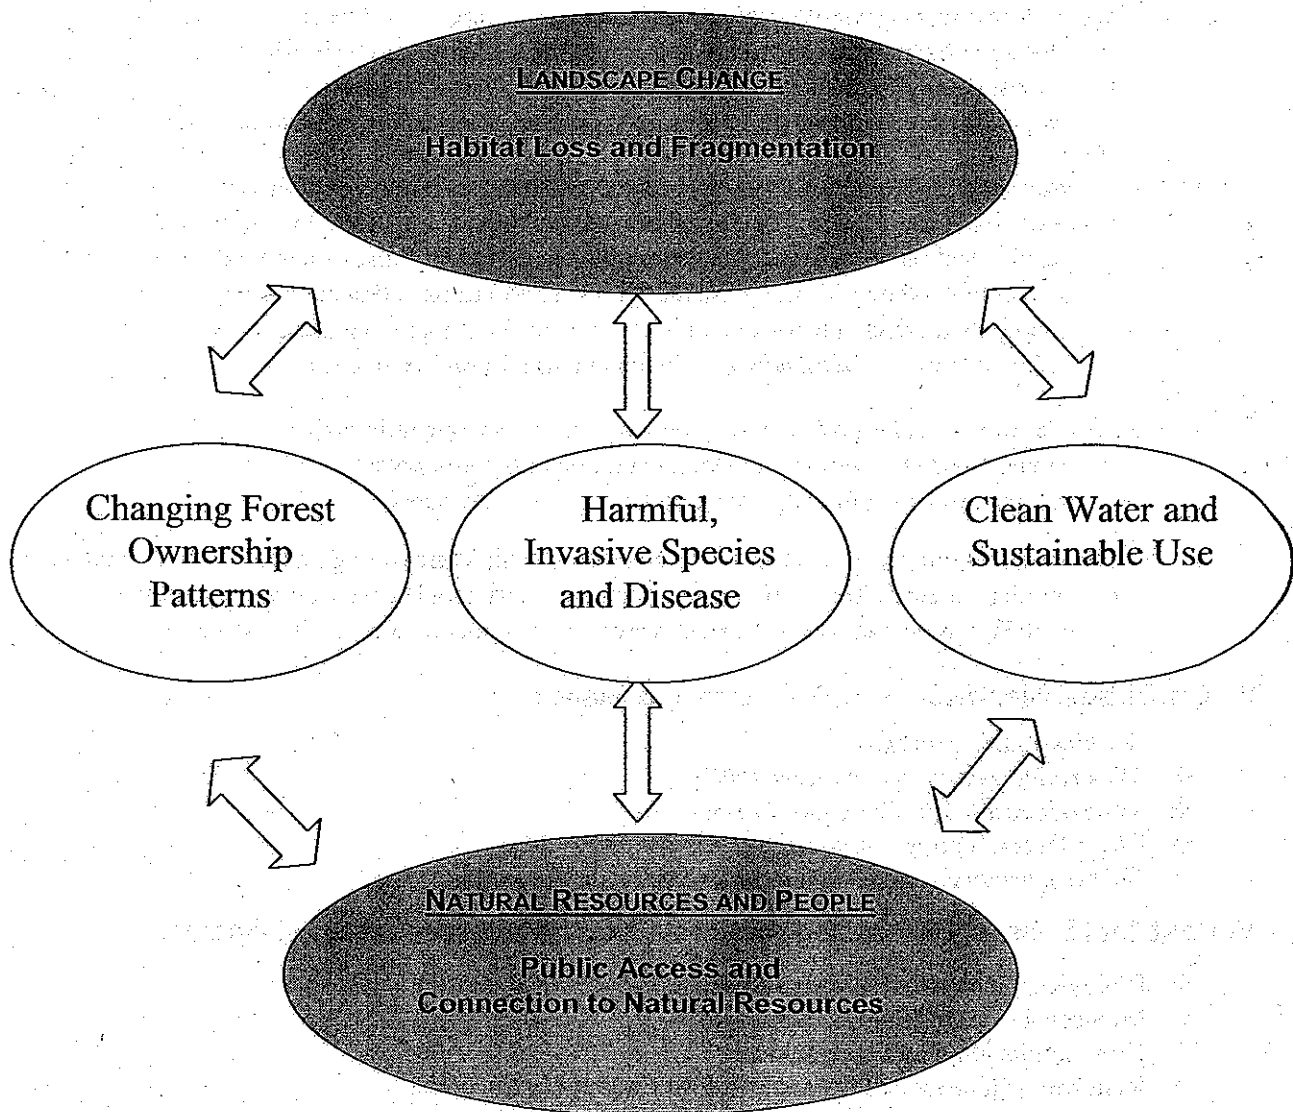 LANDSCAPE CHANGE
Habitat Loss and Fragmentation
Changing Forest
Ownership
Patterns
Harmful,
Invasive Species
and Disease
Clean Water and
Sustainable Use
NATURAL RESOURCES AND PEOPLE
Public Access and
Connection to Natural Resources